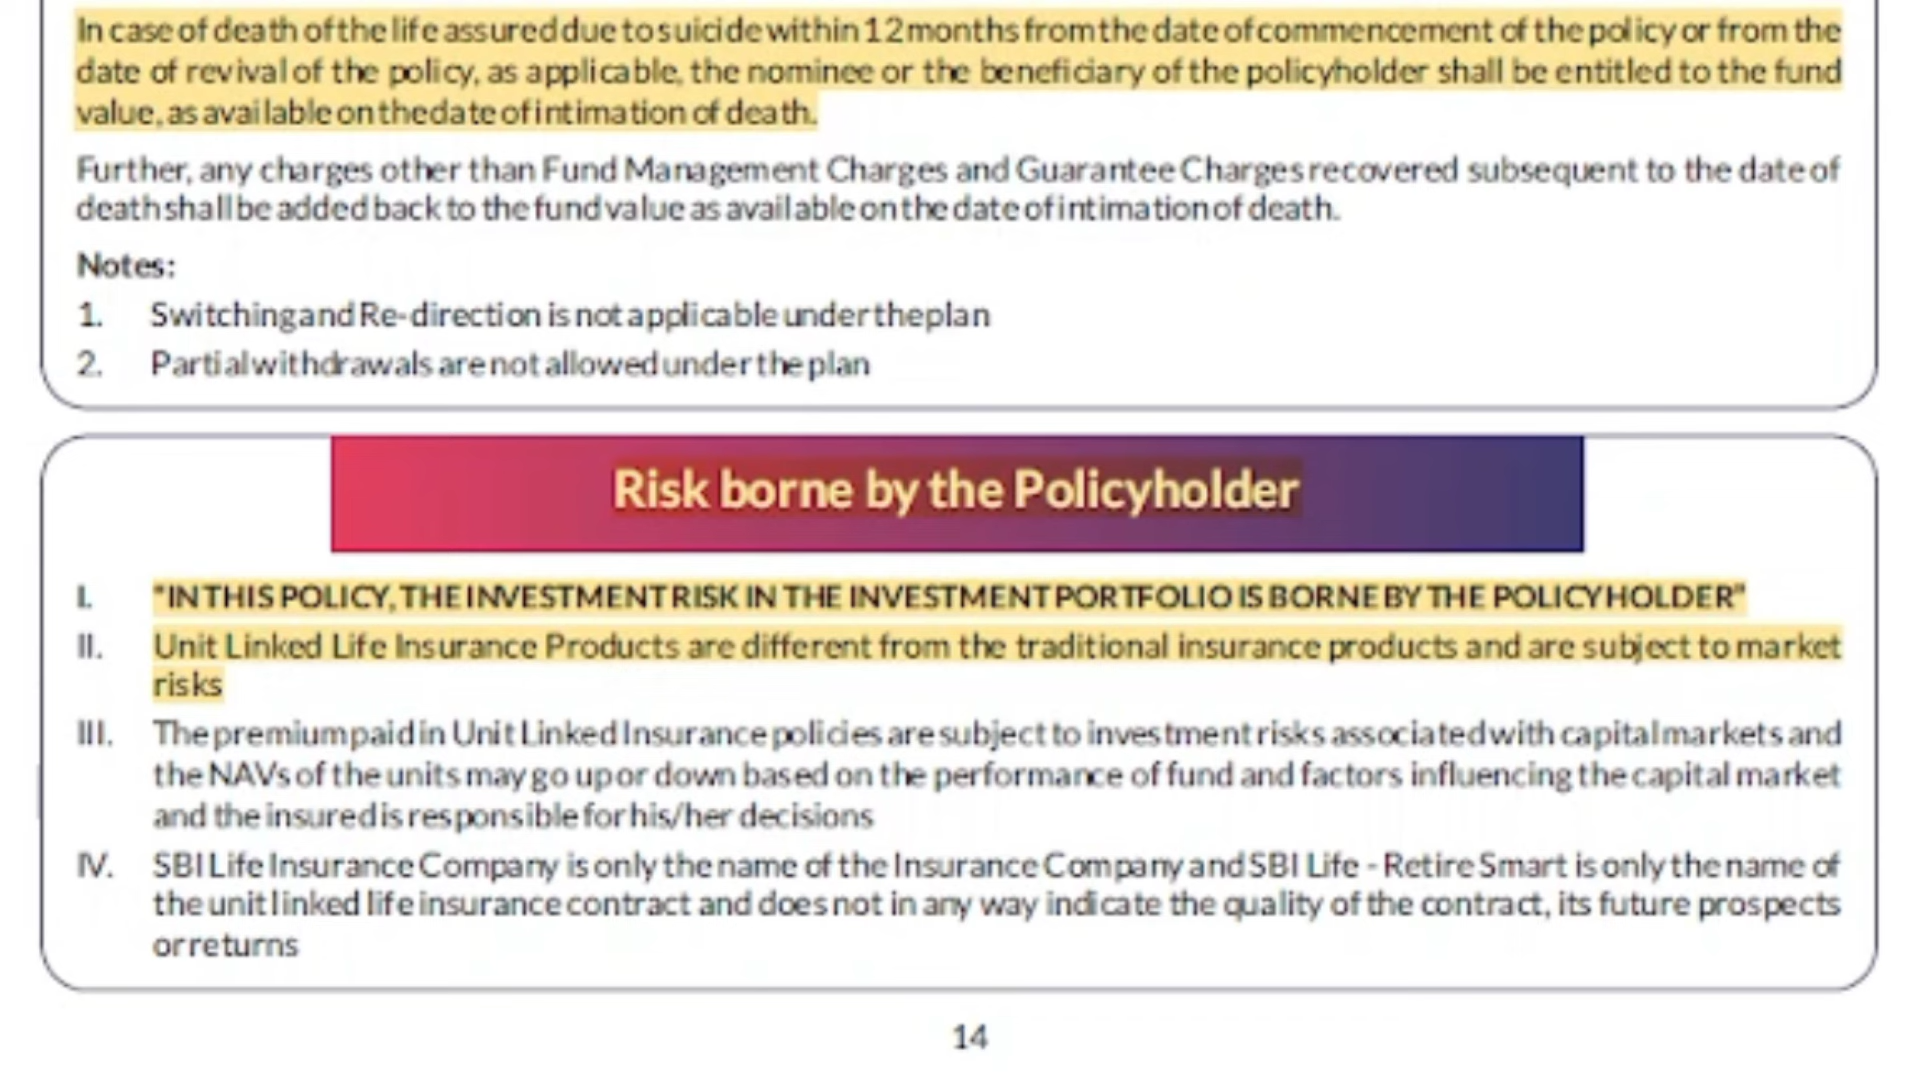 In case of death of the life assured due to suicide within 12 months from the date of commencement of the policy or from the
date of revival of the policy, as applicable, the nominee or the beneficiary of the policyholder shall be entitled to the fund
value, as available on the date of intimation of death.
Further, any charges other than Fund Management Charges and Guarantee Charges recovered subsequent to the date of
death shall be added back to the fund value as available on the date of intimation of death.
Notes:
1. Switching and Re-direction is not applicable under the plan
2. Partial withdrawals are not allowed under the plan
Risk borne by the Policyholder
I. "IN THIS POLICY, THE INVESTMENT RISK IN THE INVESTMENT PORTFOLIO IS BORNE BY THE POLICYHOLDER"
II. Unit Linked Life Insurance Products are different from the traditional insurance products and are subject to market
risks
III. The premium paid in Unit Linked Insurance policies are subject to investment risks associated with capital markets and
the NAVs of the units may go up or down based on the performance of fund and factors influencing the capital market
and the insured is responsible for his/her decisions
IV. SBI Life Insurance Company is only the name of the Insurance Company and SBI Life - Retire Smart is only the name of
the unit linked life insurance contract and does not in any way indicate the quality of the contract, its future prospects
or returns
14